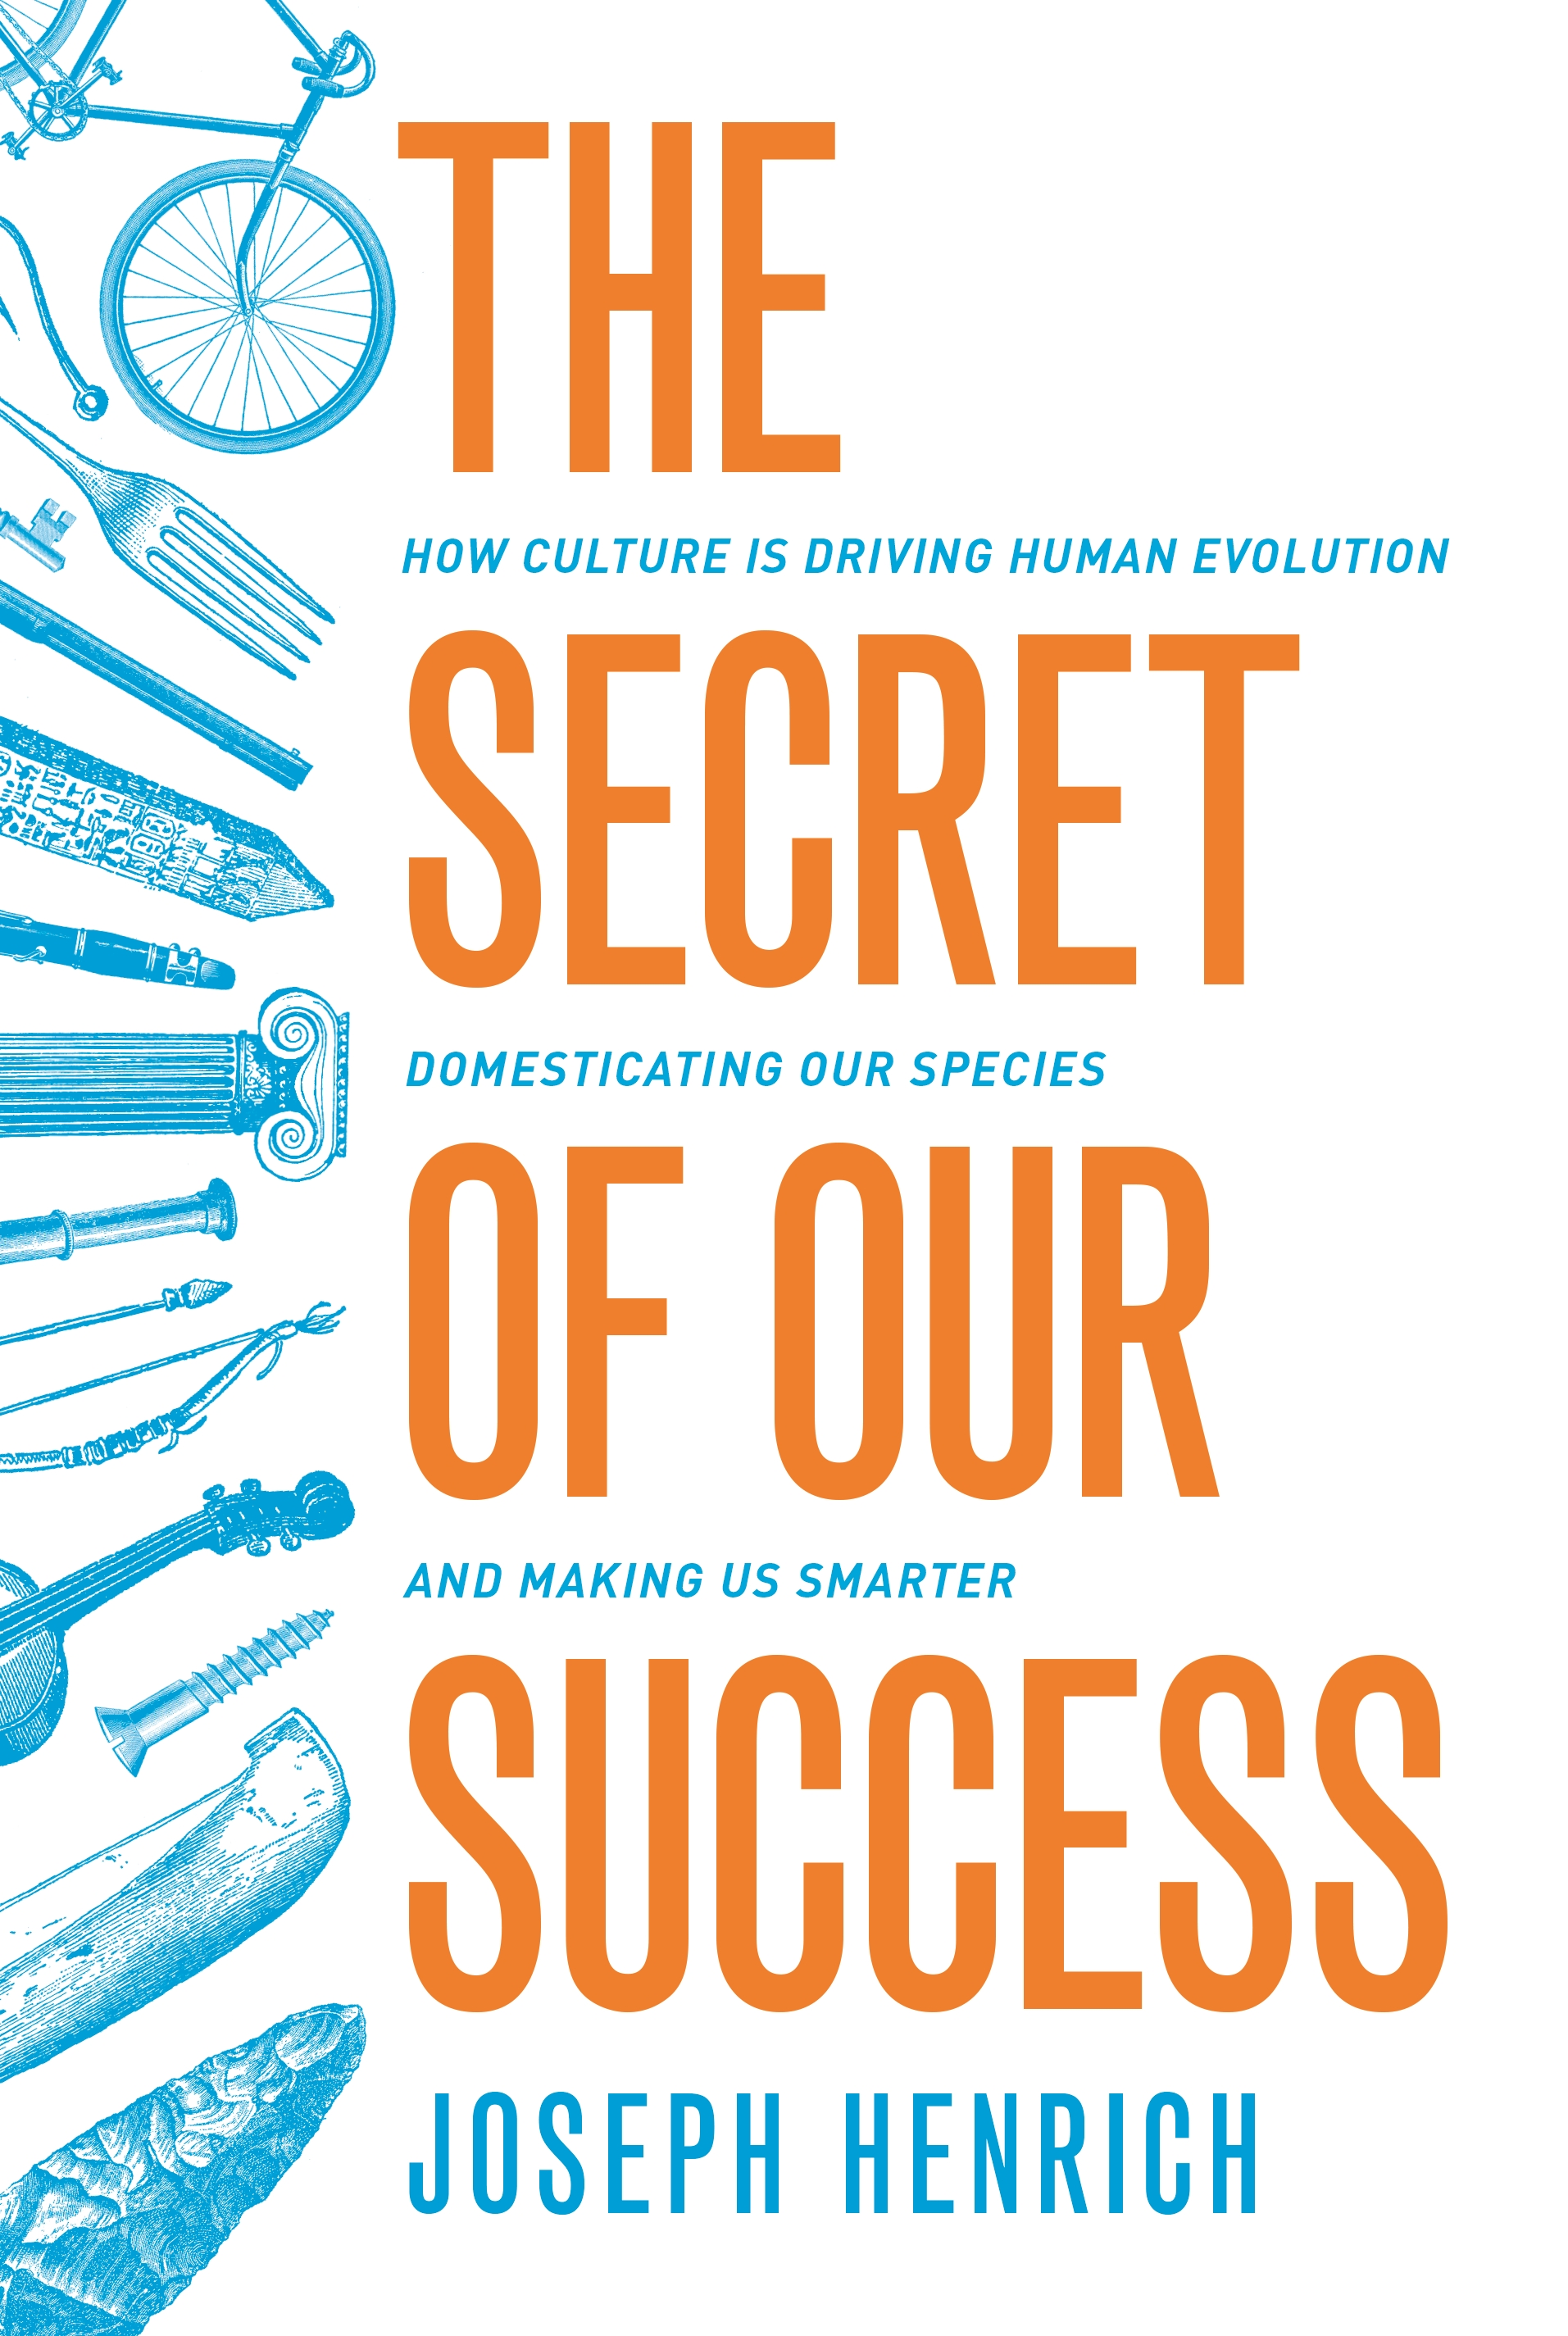 THE
HOW CULTURE IS DRIVING HUMAN EVOLUTION
SECRET
DOMESTICATING OUR SPECIES
OF OUR
AND MAKING US SMARTER
SUCCESS
JOSEPH HENRICH